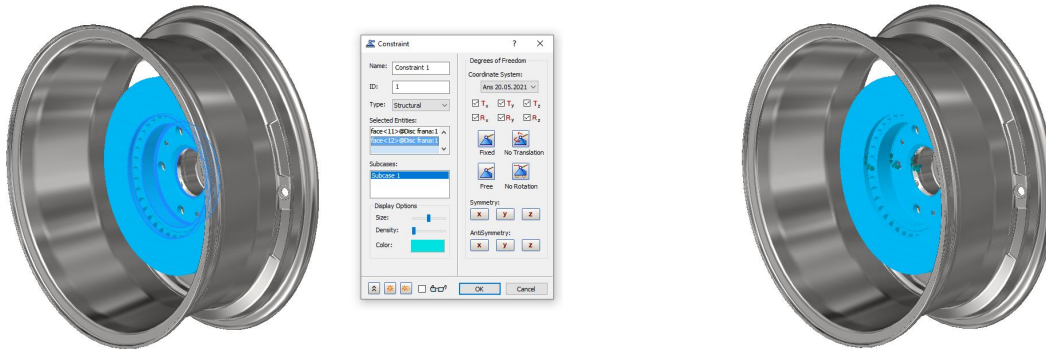 Constraint
Name: Constraint 1
ID: 1
Type: Structural
Selected Entities:
face<11>@Disc frana:1
face<12>@Disc frana:1
Subcases:
Subcase 1
Display Options
Size:
Density:
Color:
Degrees of Freedom
Coordinate System:
Ans 20.05.2021
Tx Ty Tz
Rx Ry Rz
Fixed No Translation
Free No Rotation
Symmetry:
x y z
AntiSymmetry:
x y z
OK Cancel